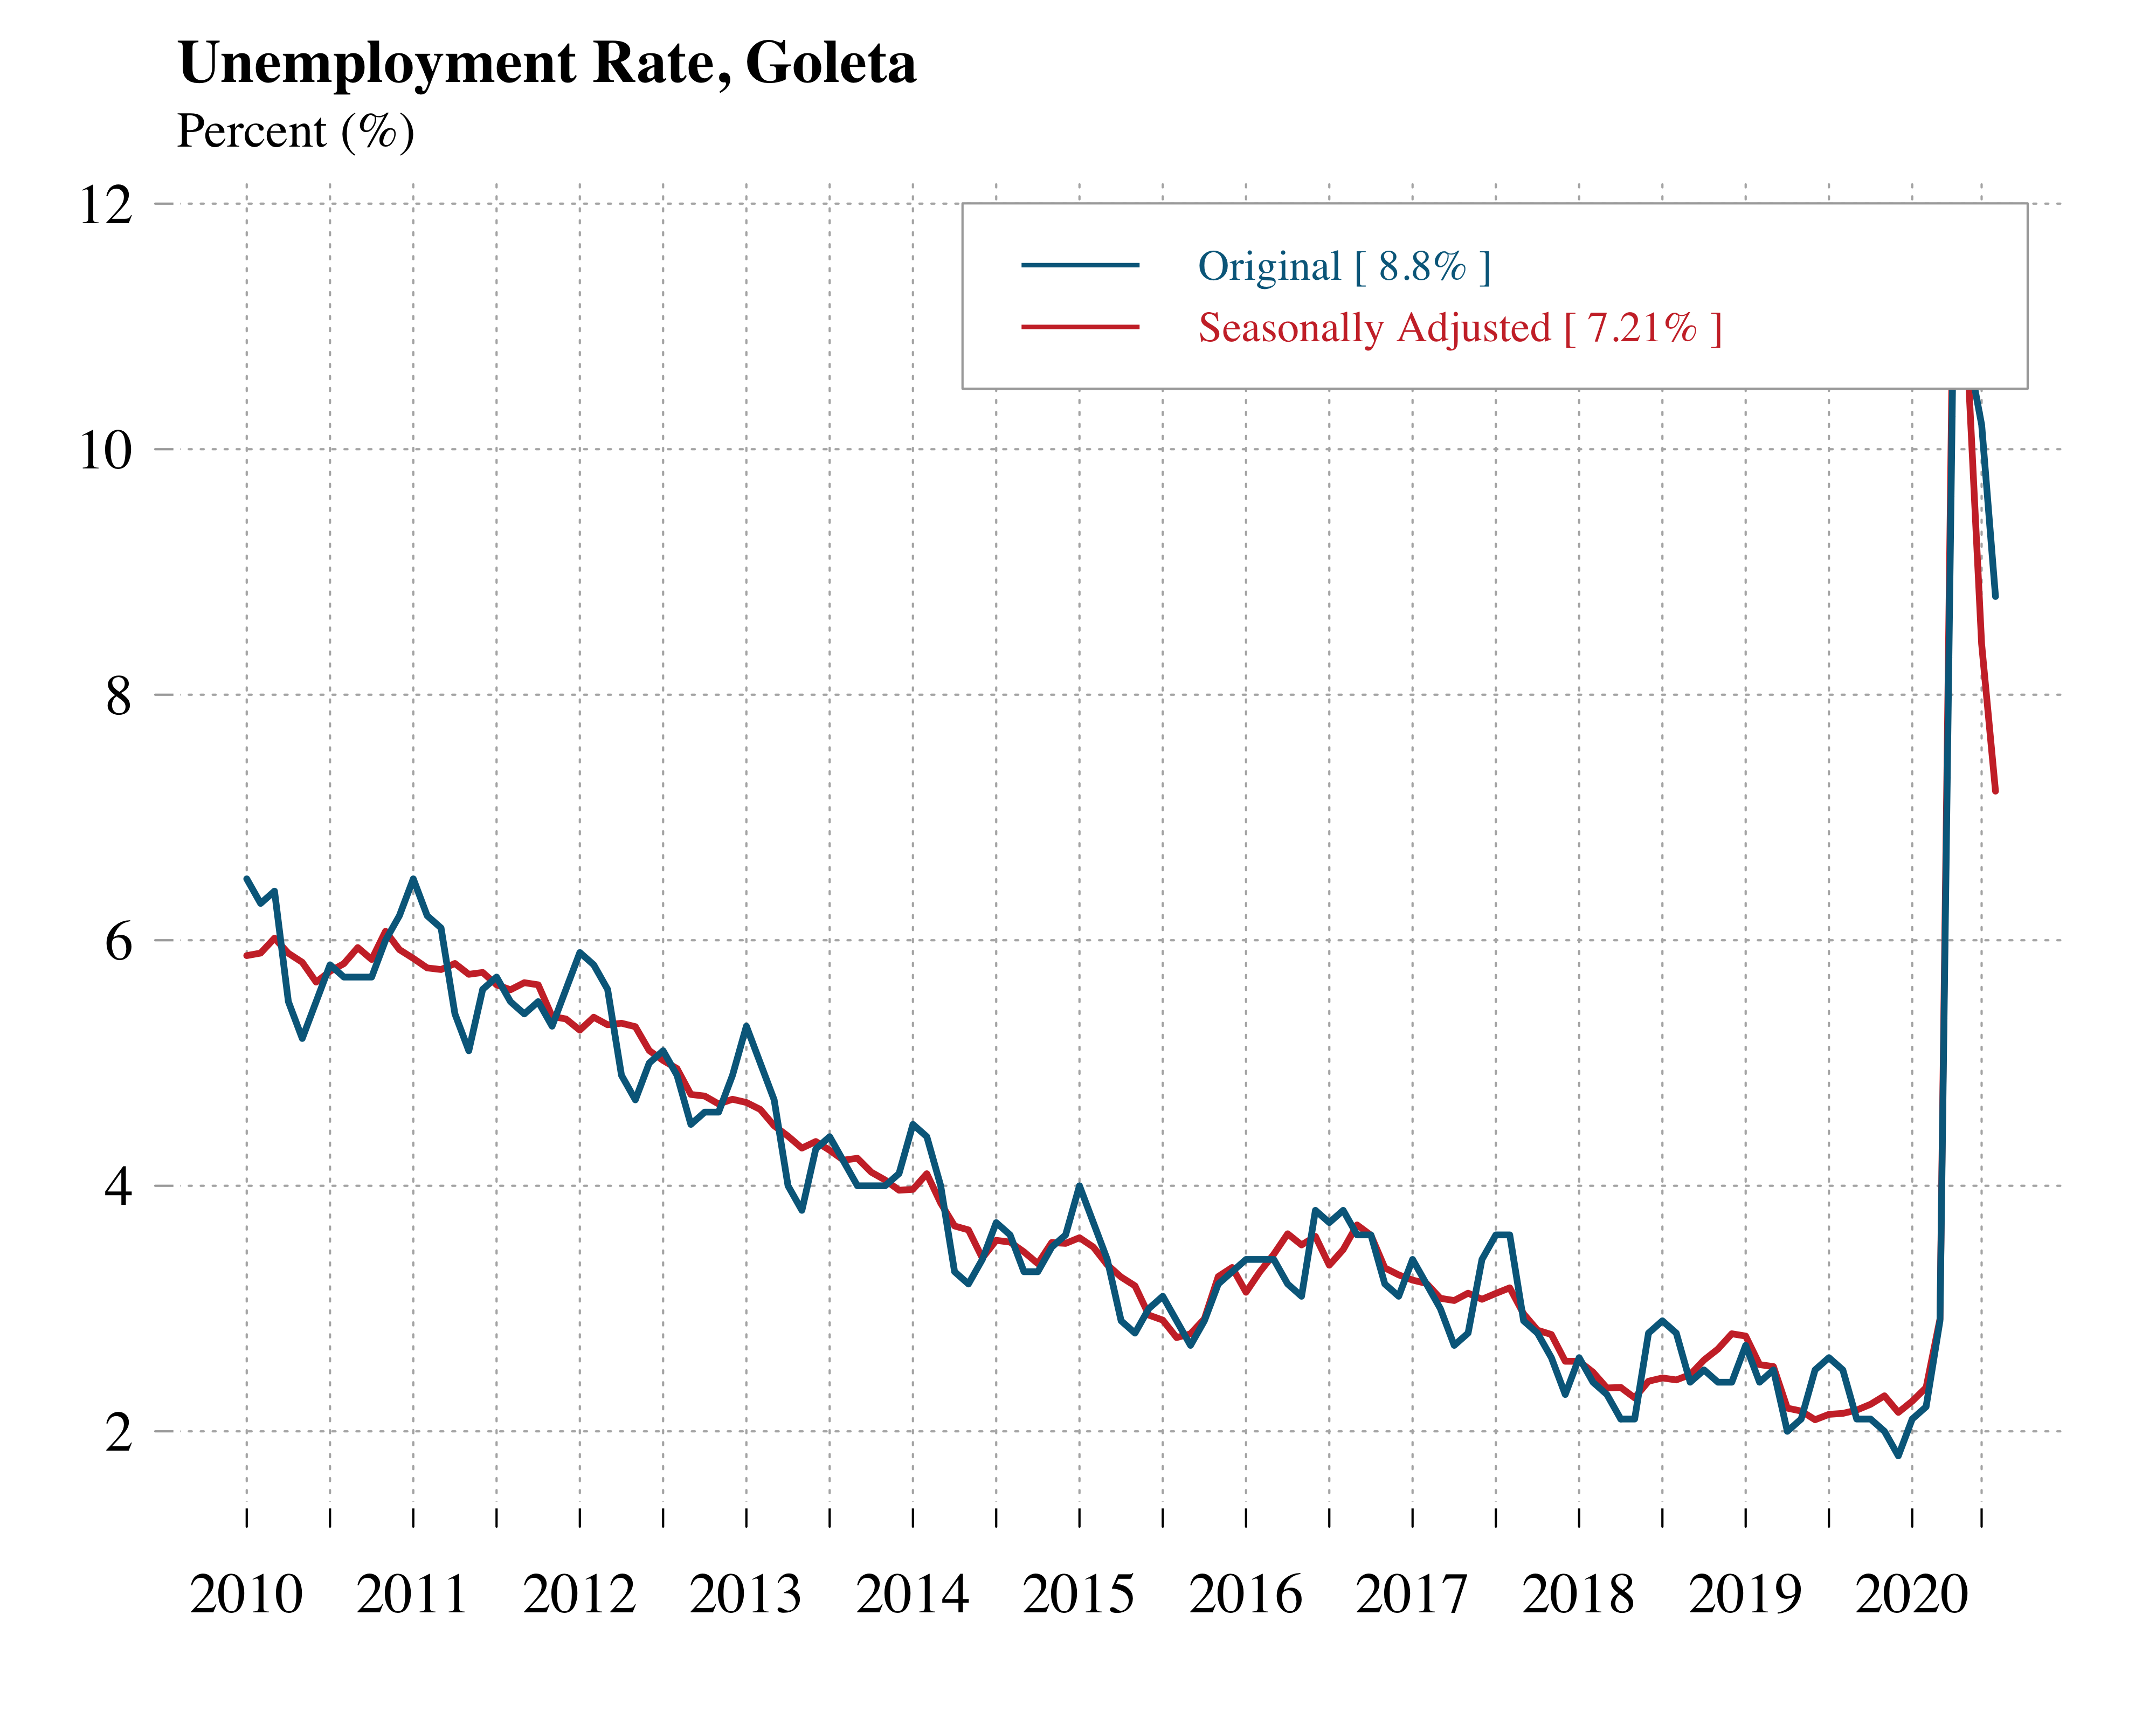 Unemployment Rate, Goleta
Percent (%)
12
Original [ 8.8% ]
Seasonally Adjusted [ 7.21% ]
10
8
6
4
2
2010 2011 2012 2013 2014 2015 2016 2017 2018 2019 2020